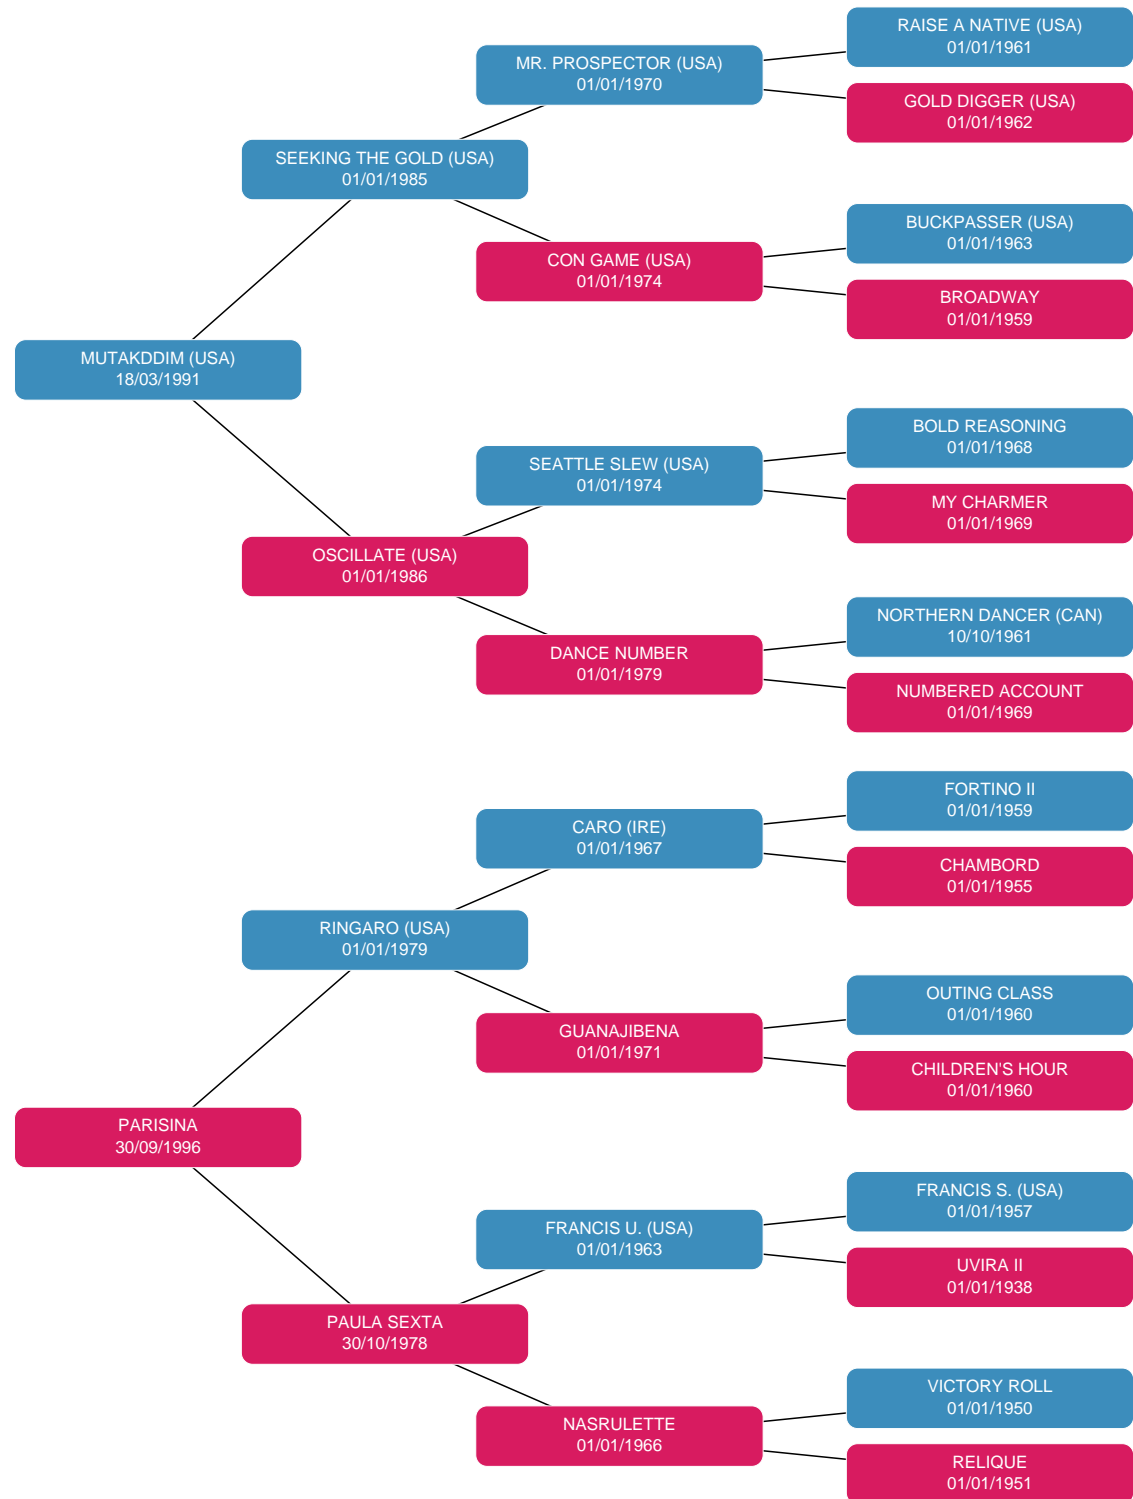 RAISE A NATIVE (USA)
01/01/1961
MR. PROSPECTOR (USA)
01/01/1970
GOLD DIGGER (USA)
01/01/1962
SEEKING THE GOLD (USA)
01/01/1985
BUCKPASSER (USA)
01/01/1963
CON GAME (USA)
01/01/1974
BROADWAY
01/01/1959
MUTAKDDIM (USA)
18/03/1991
BOLD REASONING
01/01/1968
SEATTLE SLEW (USA)
01/01/1974
MY CHARMER
01/01/1969
OSCILLATE (USA)
01/01/1986
NORTHERN DANCER (CAN)
10/10/1961
DANCE NUMBER
01/01/1979
NUMBERED ACCOUNT
01/01/1969
FORTINO II
01/01/1959
CARO (IRE)
01/01/1967
CHAMBORD
01/01/1955
RINGARO (USA)
01/01/1979
OUTING CLASS
01/01/1960
GUANAJIBENA
01/01/1971
CHILDREN'S HOUR
01/01/1960
PARISINA
30/09/1996
FRANCIS S. (USA)
01/01/1957
FRANCIS U. (USA)
01/01/1963
UVIRA II
01/01/1938
PAULA SEXTA
30/10/1978
VICTORY ROLL
01/01/1950
NASRULETTE
01/01/1966
RELIQUE
01/01/1951